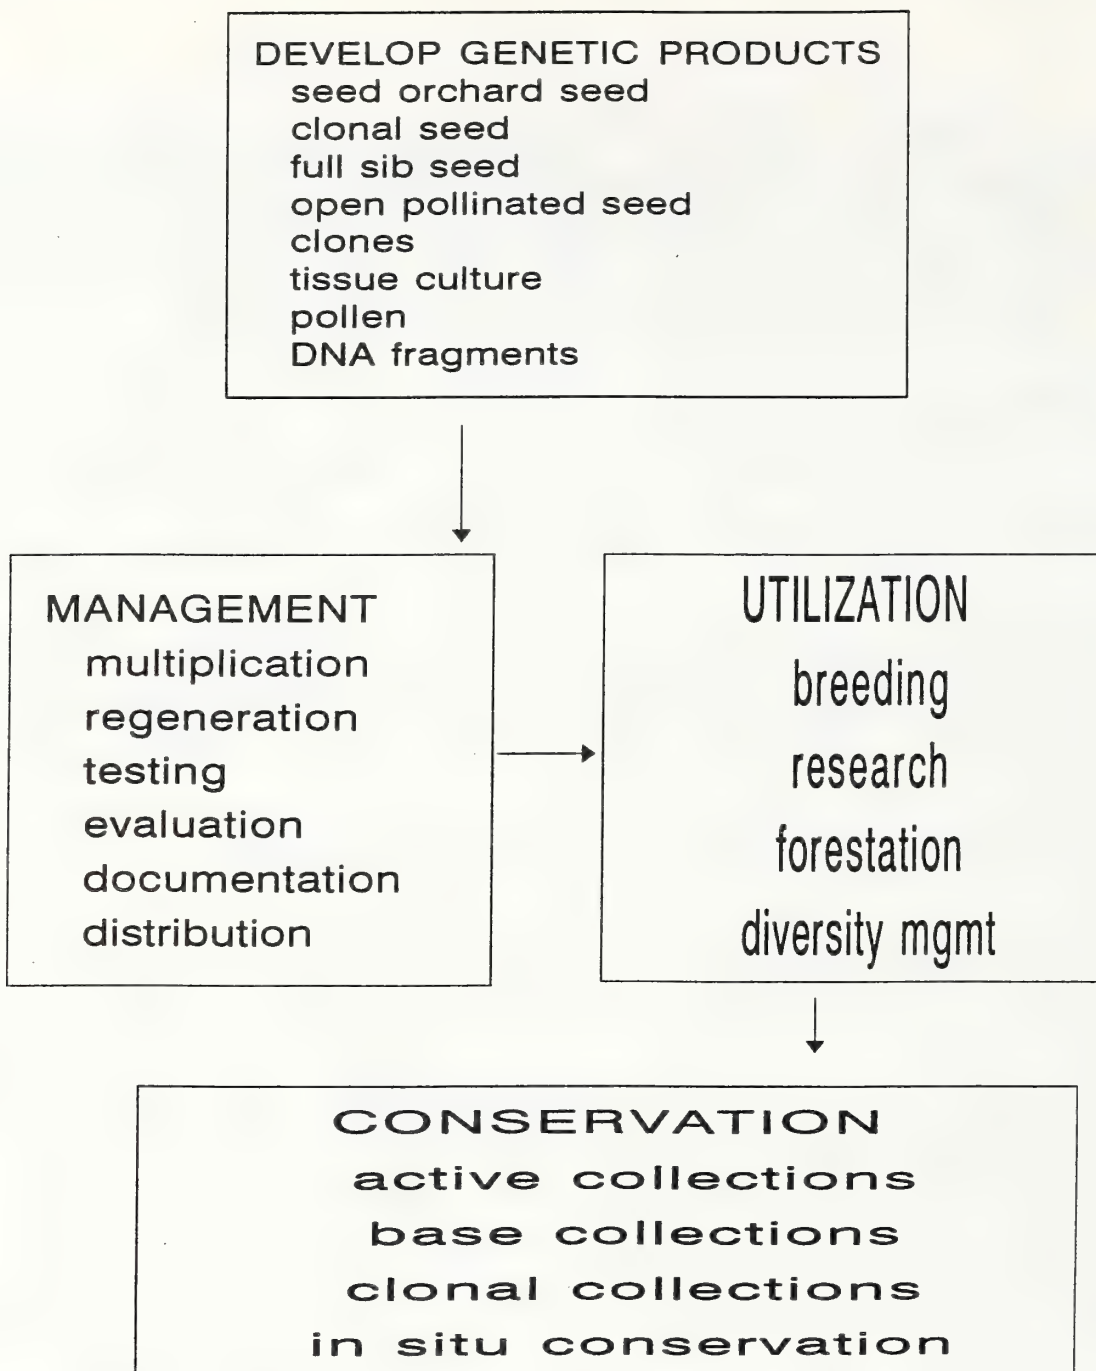 DEVELOP GENETIC PRODUCTS
seed orchard seed
clonal seed
full sib seed
open pollinated seed
clones
tissue culture
pollen
DNA fragments
MANAGEMENT
multiplication
regeneration
testing
evaluation
documentation
distribution
UTILIZATION
breeding
research
forestation
diversity mgmt
CONSERVATION
active collections
base collections
clonal collections
in situ conservation